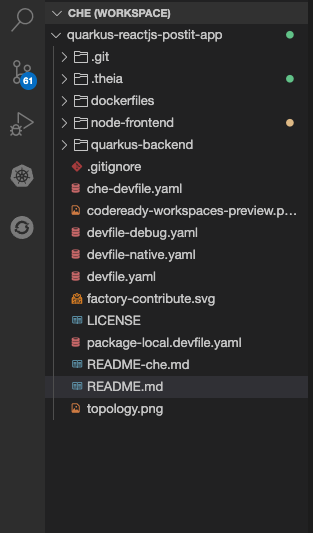 CHE (WORKSPACE)
quarkus-reactjs-postit-app
.git
.theia
61
dockerfiles
node-frontend
quarkus-backend
.gitignore
che-devfile.yaml
codeready-workspaces-preview.p...
devfile-debug.yaml
devfile-native.yaml
devfile.yaml
factory-contribute.svg
LICENSE
package-local.devfile.yaml
README-che.md
README.md
topology.png